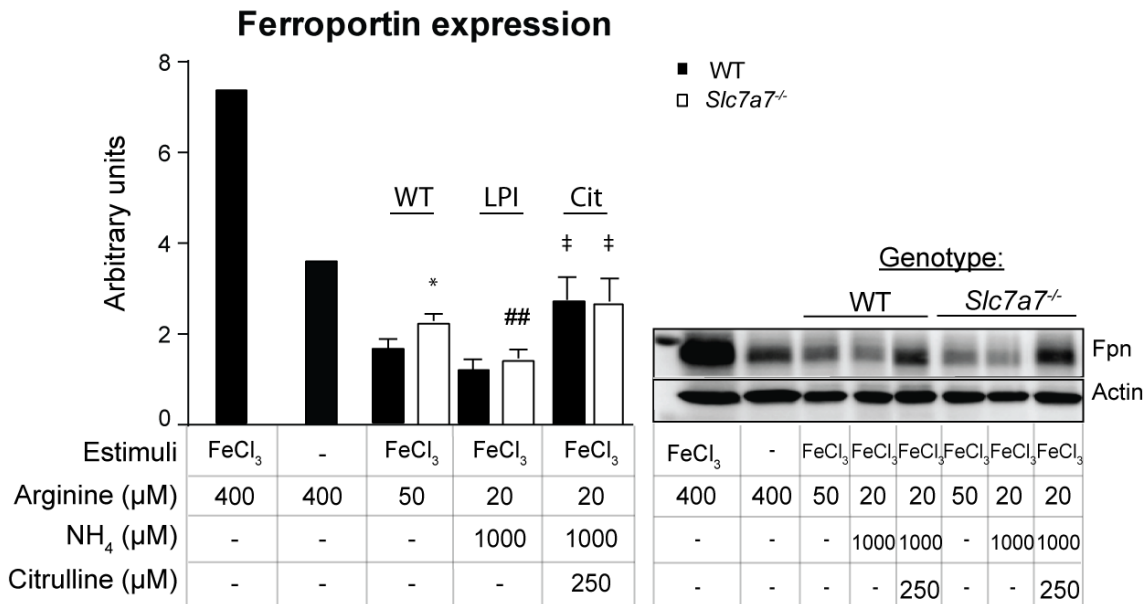 Ferroportin expression
WT
Slc7a7-/-
Arbitrary units
8
6
4
2
0
WT LPI Cit
* ## ‡ ‡
Estimuli FeCl3 - FeCl3 FeCl3 FeCl3
Arginine (µM) 400 400 50 20 20
NH4 (µM) - - - 1000 1000
Citrulline (µM) - - - - 250
Genotype:
WT Slc7a7-/-
Fpn
Actin
FeCl3 - FeCl3 FeCl3 FeCl3 FeCl3 FeCl3 FeCl3
400 400 50 20 20 50 20 20
- - - 1000 1000 - 1000 1000
- - - - 250 - - 250